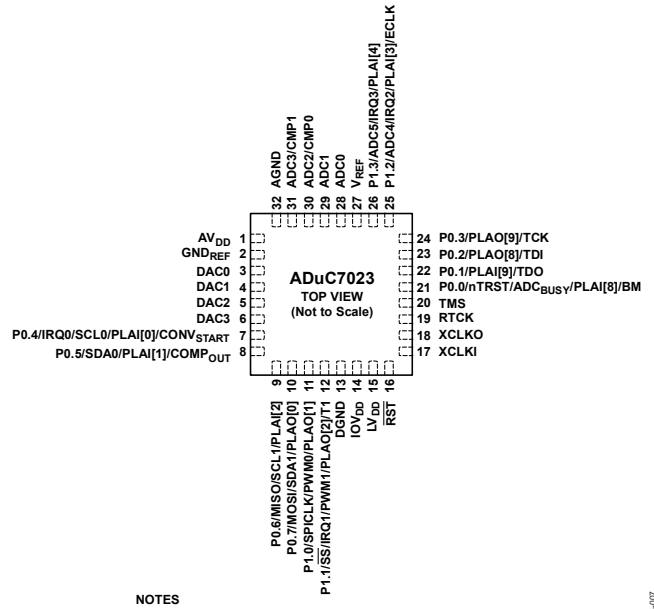 32 AGND
31 ADC3/CMP1
30 ADC2/CMP0
29 ADC1
28 ADC0
27 VREF
26 P1.3/ADC5/IRQ3/PLAI[4]
25 P1.2/ADC4/IRQ2/PLAI[3]/ECLK
AVDD 1
GNDREF 2
DAC0 3
DAC1 4
DAC2 5
DAC3 6
P0.4/IRQ0/SCL0/PLAI[0]/CONVSTART 7
P0.5/SDA0/PLAI[1]/COMPOUT 8
ADuC7023
TOP VIEW
(Not to Scale)
24 P0.3/PLAO[9]/TCK
23 P0.2/PLAO[8]/TDI
22 P0.1/PLAI[9]/TDO
21 P0.0/nTRST/ADCBUSY/PLAI[8]/BM
20 TMS
19 RTCK
18 XCLKO
17 XCLKI
P0.6/MISO/SCL1/PLAI[2] 9
P0.7/MOSI/SDA1/PLAO[0] 10
P1.0/SPICLK/PWM0/PLAO[1] 11
P1.1/SS/IRQ1/PWM1/PLAO[2]/T1 12
DGND 13
IOVDD 14
LVDD 15
RST 16
NOTES
-007